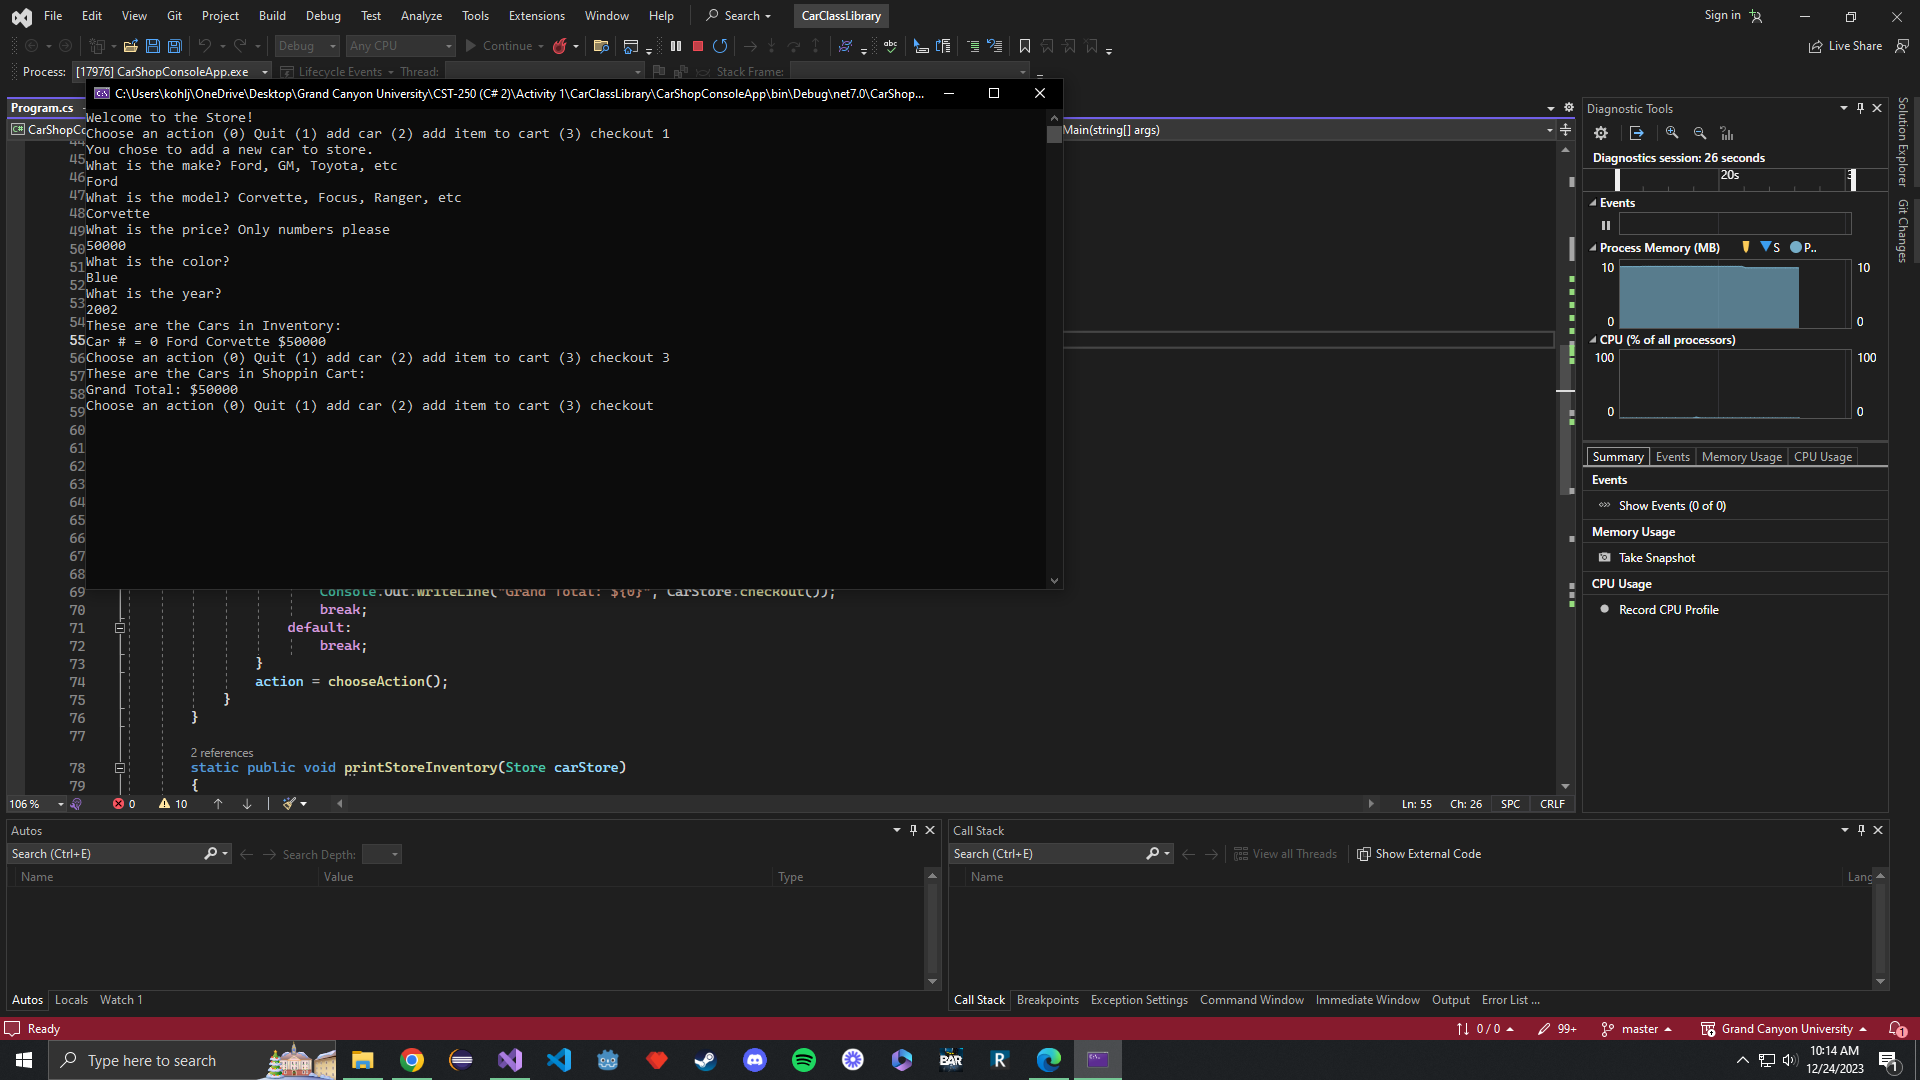 File Edit View Git Project Build Debug Test Analyze Tools Extensions Window Help Search CarClassLibrary Sign in
Debug Any CPU Continue Live Share
Process: [17976] CarShopConsoleApp.exe Lifecycle Events Thread: Stack Frame:
Program.cs
C:\Users\kohlj\OneDrive\Desktop\Grand Canyon University\CST-250 (C# 2)\Activity 1\CarClassLibrary\CarShopConsoleApp\bin\Debug\net7.0\CarShop...
CarShopCo
Main(string[] args)
Welcome to the Store!
Choose an action (0) Quit (1) add car (2) add item to cart (3) checkout 1
You chose to add a new car to store.
What is the make? Ford, GM, Toyota, etc
Ford
What is the model? Corvette, Focus, Ranger, etc
Corvette
What is the price? Only numbers please
50000
What is the color?
Blue
What is the year?
2002
These are the Cars in Inventory:
Car # = 0 Ford Corvette $50000
Choose an action (0) Quit (1) add car (2) add item to cart (3) checkout 3
These are the Cars in Shoppin Cart:
Grand Total: $50000
Choose an action (0) Quit (1) add car (2) add item to cart (3) checkout
44
45
46
47
48
49
50
51
52
53
54
55
56
57
58
59
60
61
62
63
64
65
66
67
68
69 Console.Out.WriteLine("Grand Total: ${0}", CarStore.checkout());
70 break;
71 default:
72 break;
73 }
74 action = chooseAction();
75 }
76 }
77
2 references
78 static public void printStoreInventory(Store carStore)
79 {
106 % 0 10 Ln: 55 Ch: 26 SPC CRLF
Diagnostic Tools
Diagnostics session: 26 seconds
20s
Events
Process Memory (MB) S P..
10 10
0 0
CPU (% of all processors)
100 100
0 0
Summary Events Memory Usage CPU Usage
Events
Show Events (0 of 0)
Memory Usage
Take Snapshot
CPU Usage
Record CPU Profile
Solution Explorer
Git Changes
Autos
Search (Ctrl+E) Search Depth:
Name Value Type
Autos Locals Watch 1
Call Stack
Search (Ctrl+E) View all Threads Show External Code
Name Lang
Call Stack Breakpoints Exception Settings Command Window Immediate Window Output Error List ...
Ready 0 / 0 99+ master Grand Canyon University 1
Type here to search
BAR
R
10:14 AM
12/24/2023
1